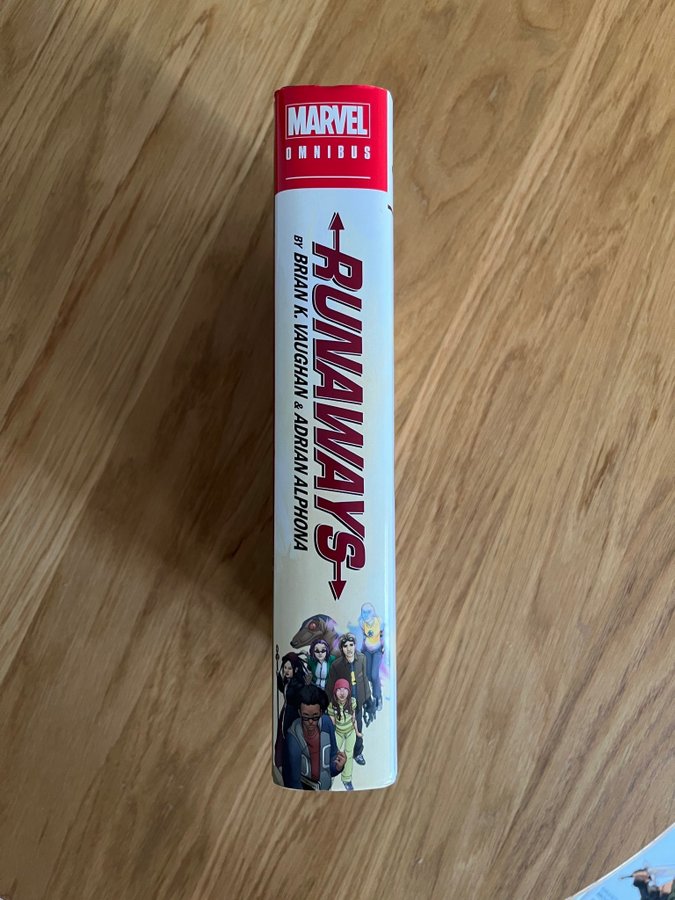 MARVEL
OMNIBUS
RUNAWAYS
BY BRIAN K. VAUGHAN & ADRIAN ALPHONA